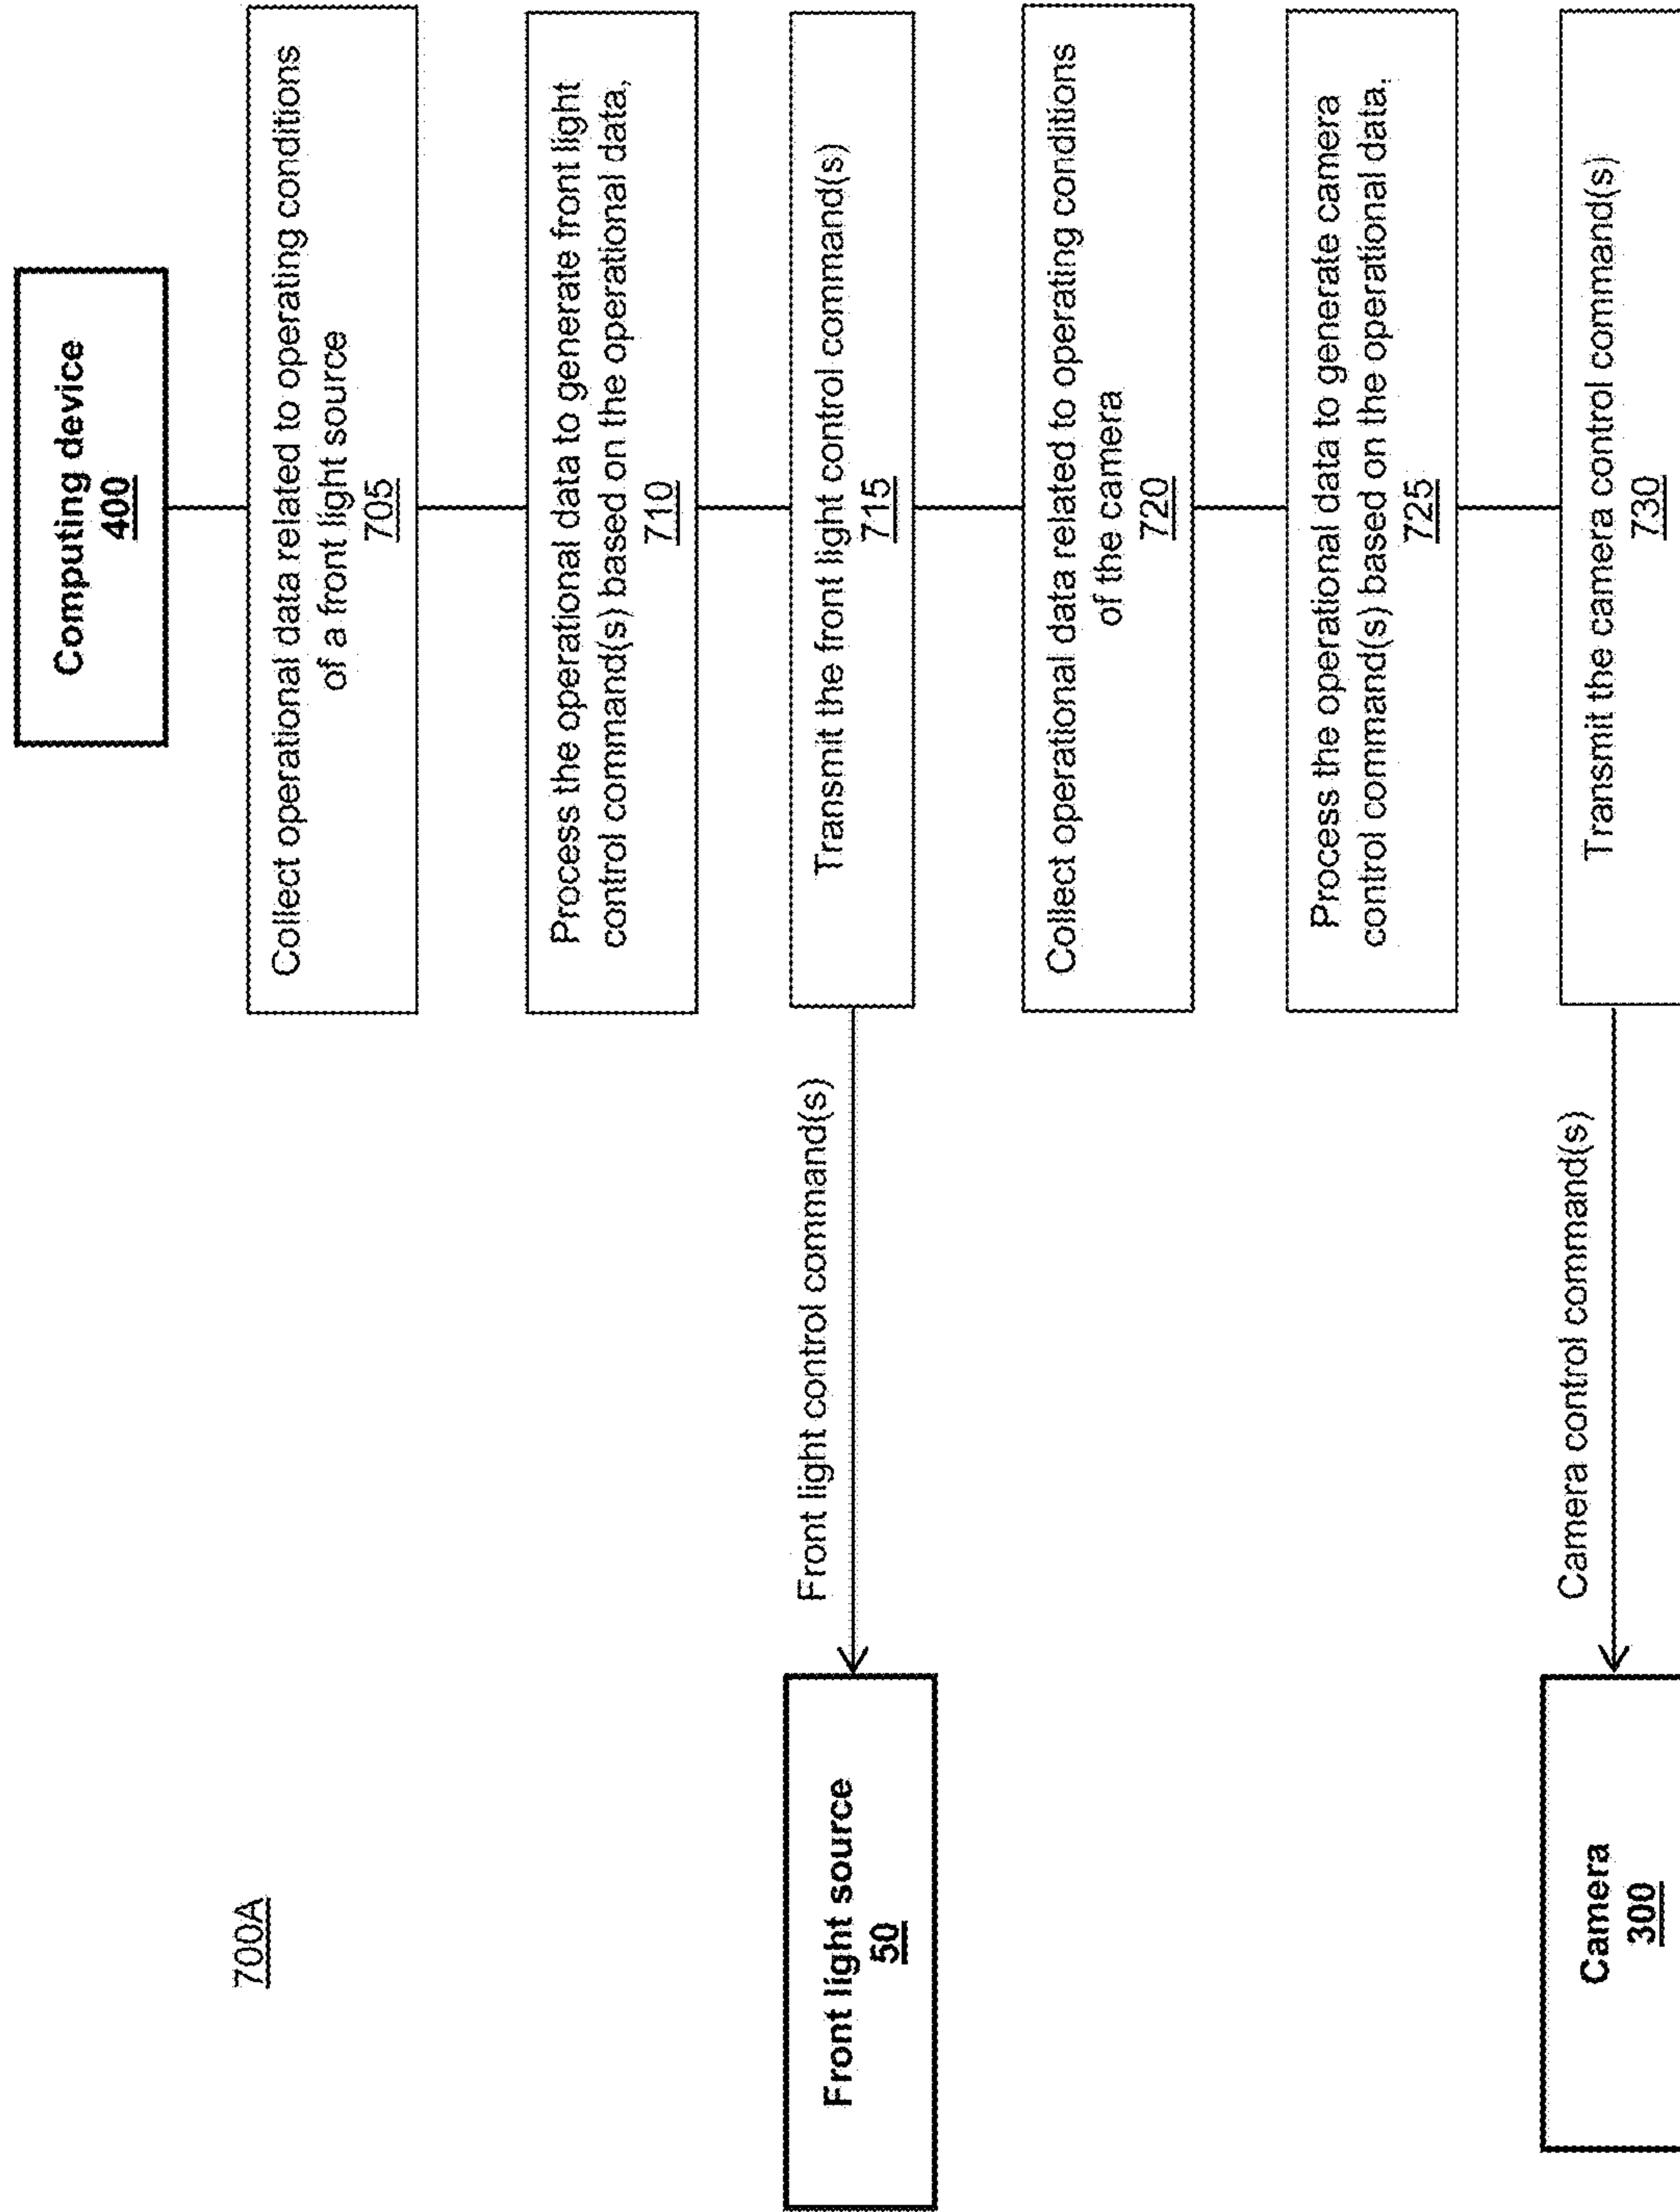 700A
Computing device
400
Collect operational data related to operating conditions
of a front light source
705
Process the operational data to generate front light
control command(s) based on the operational data,
710
Front light source
50
Front light control command(s)
Transmit the front light control command(s)
715
Collect operational data related to operating conditions
of the camera
720
Process the operational data to generate camera
control command(s) based on the operational data,
725
Camera
300
Camera control command(s)
Transmit the camera control command(s)
730